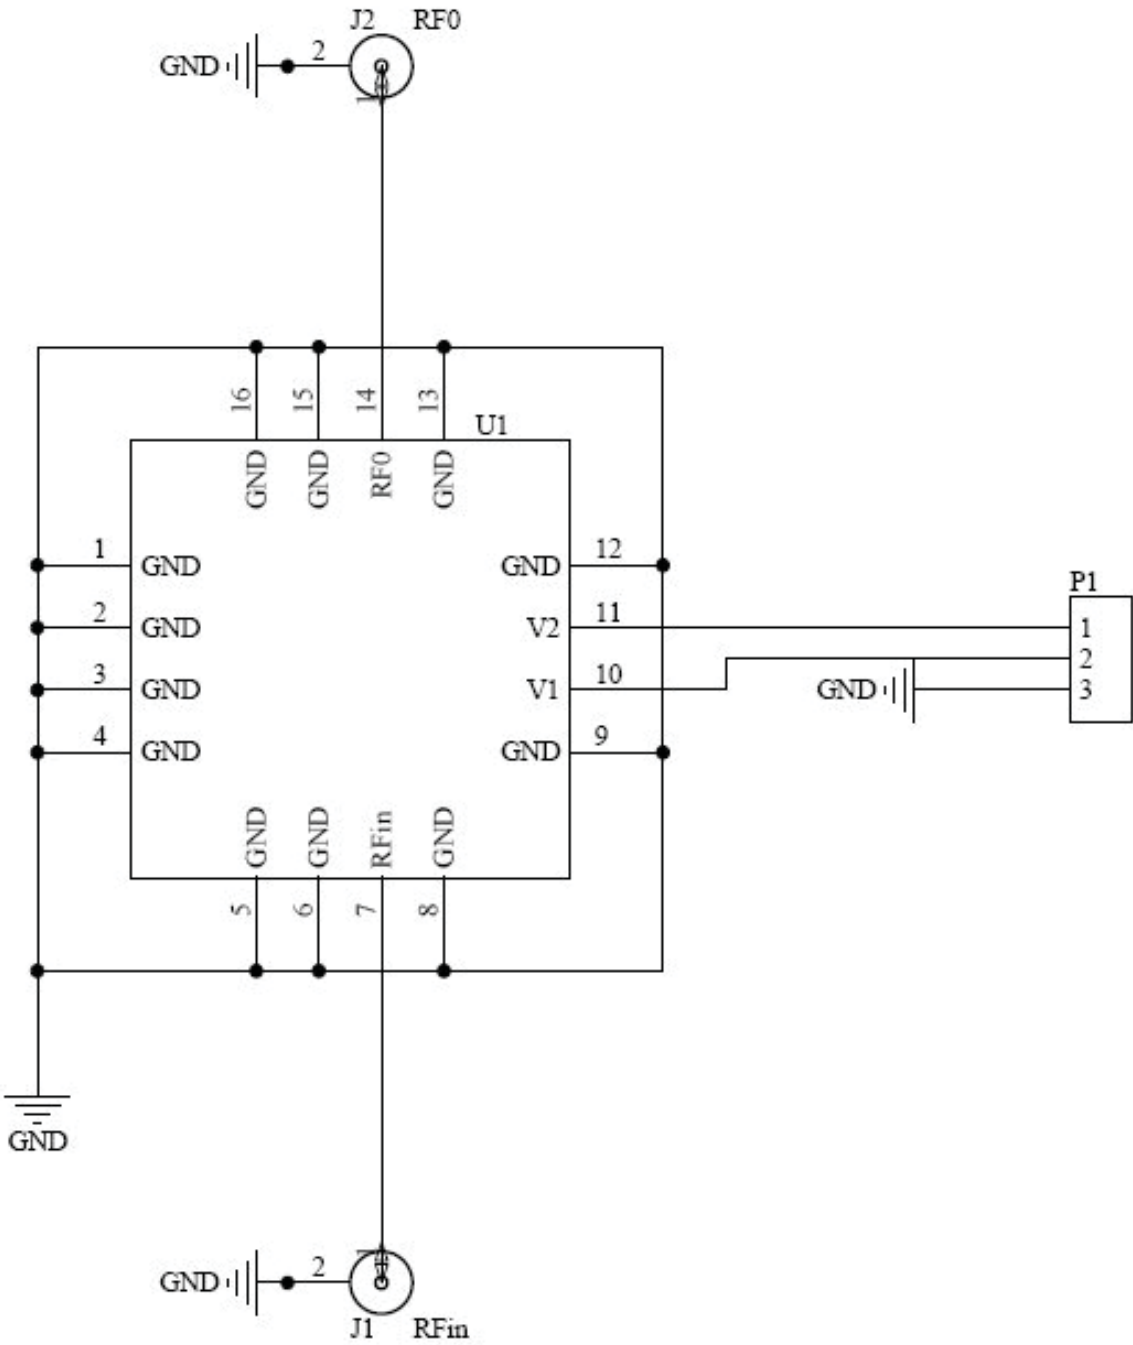 J2 RF0
GND 2
1
16 15 14 13
U1
GND GND RF0 GND
1 GND
2 GND
3 GND
4 GND
GND 12
V2 11
V1 10
GND 9
P1
1
2
GND 3
GND GND RFin GND
5 6 7 8
GND
1
GND 2
J1 RFin